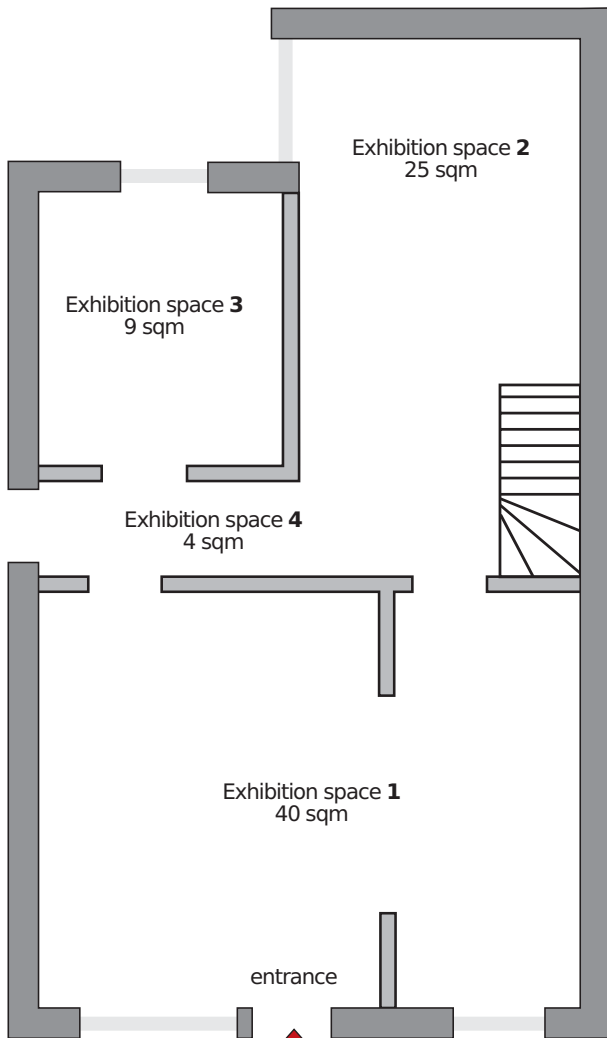 Exhibition space 2
25 sqm
Exhibition space 3
9 sqm
Exhibition space 4
4 sqm
Exhibition space 1
40 sqm
entrance